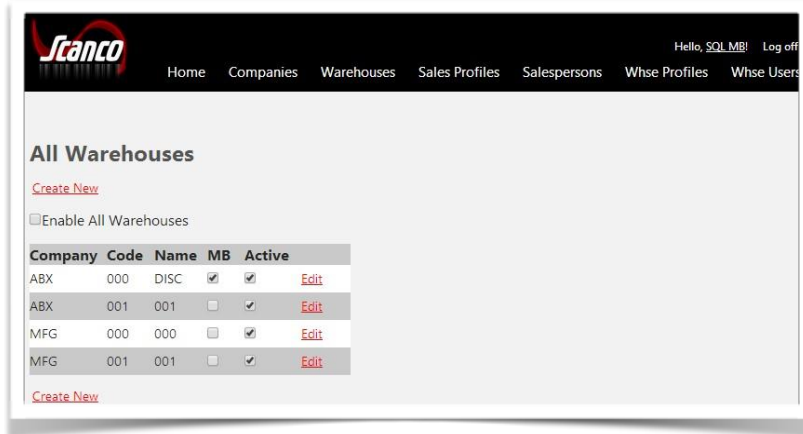 Scanco
Hello, SQL MB! Log off
Home Companies Warehouses Sales Profiles Salespersons Whse Profiles Whse Users
All Warehouses
Create New
Enable All Warehouses
Company Code Name MB Active
ABX 000 DISC Edit
ABX 001 001 Edit
MFG 000 000 Edit
MFG 001 001 Edit
Create New